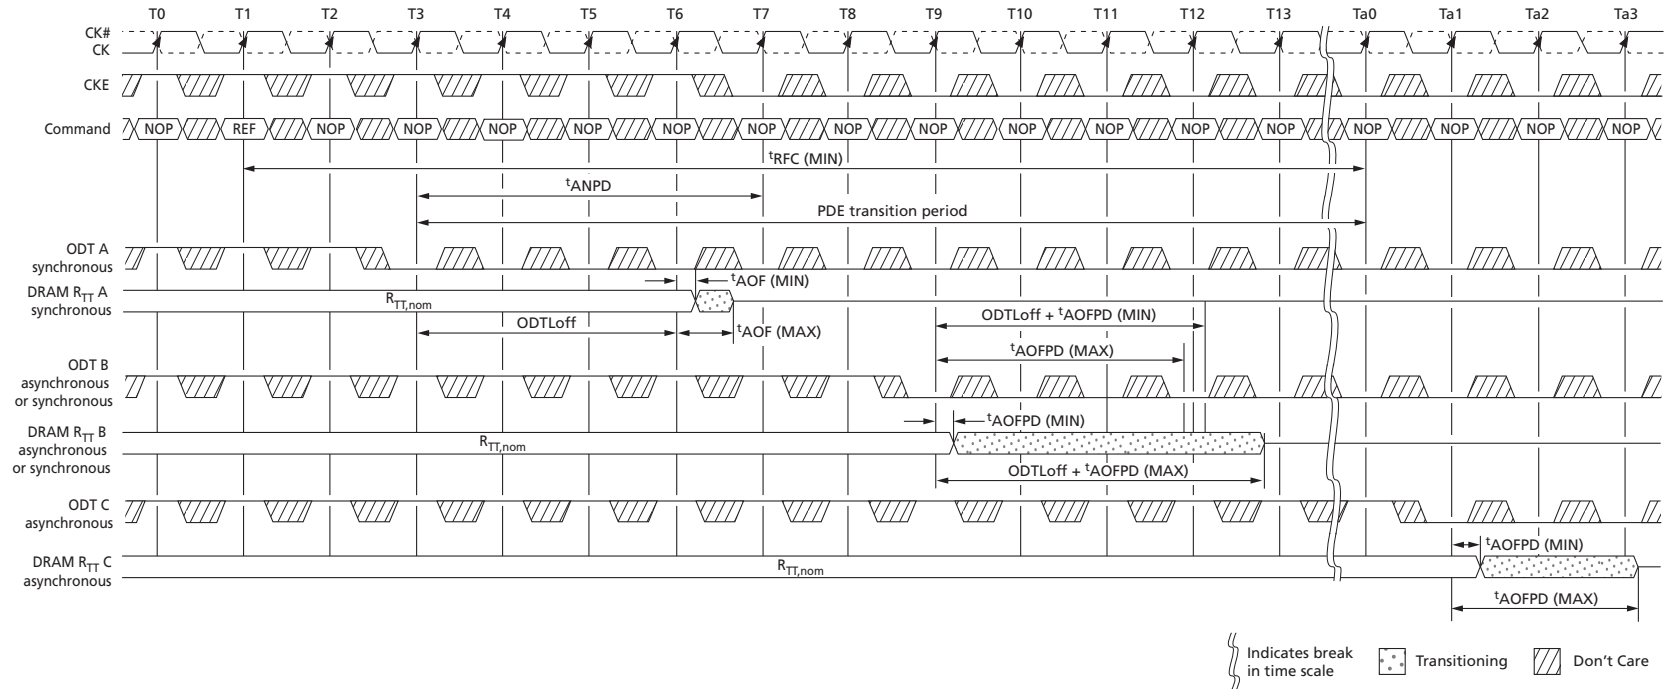 T0 T1 T2 T3 T4 T5 T6 T7 T8 T9 T10 T11 T12 T13 Ta0 Ta1 Ta2 Ta3
CK#
CK
CKE
Command NOP REF NOP NOP NOP NOP NOP NOP NOP NOP NOP NOP NOP NOP NOP NOP NOP NOP
tRFC (MIN)
tANPD
PDE transition period
ODT A
synchronous
tAOF (MIN)
DRAM RTT A
synchronous
RTT,nom
ODTLoff
tAOF (MAX)
ODTLoff + tAOFPD (MIN)
tAOFPD (MAX)
ODT B
asynchronous
or synchronous
tAOFPD (MIN)
DRAM RTT B
asynchronous
or synchronous
RTT,nom
ODTLoff + tAOFPD (MAX)
ODT C
asynchronous
tAOFPD (MIN)
DRAM RTT C
asynchronous
RTT,nom
tAOFPD (MAX)
Indicates break
in time scale
Transitioning
Don't Care